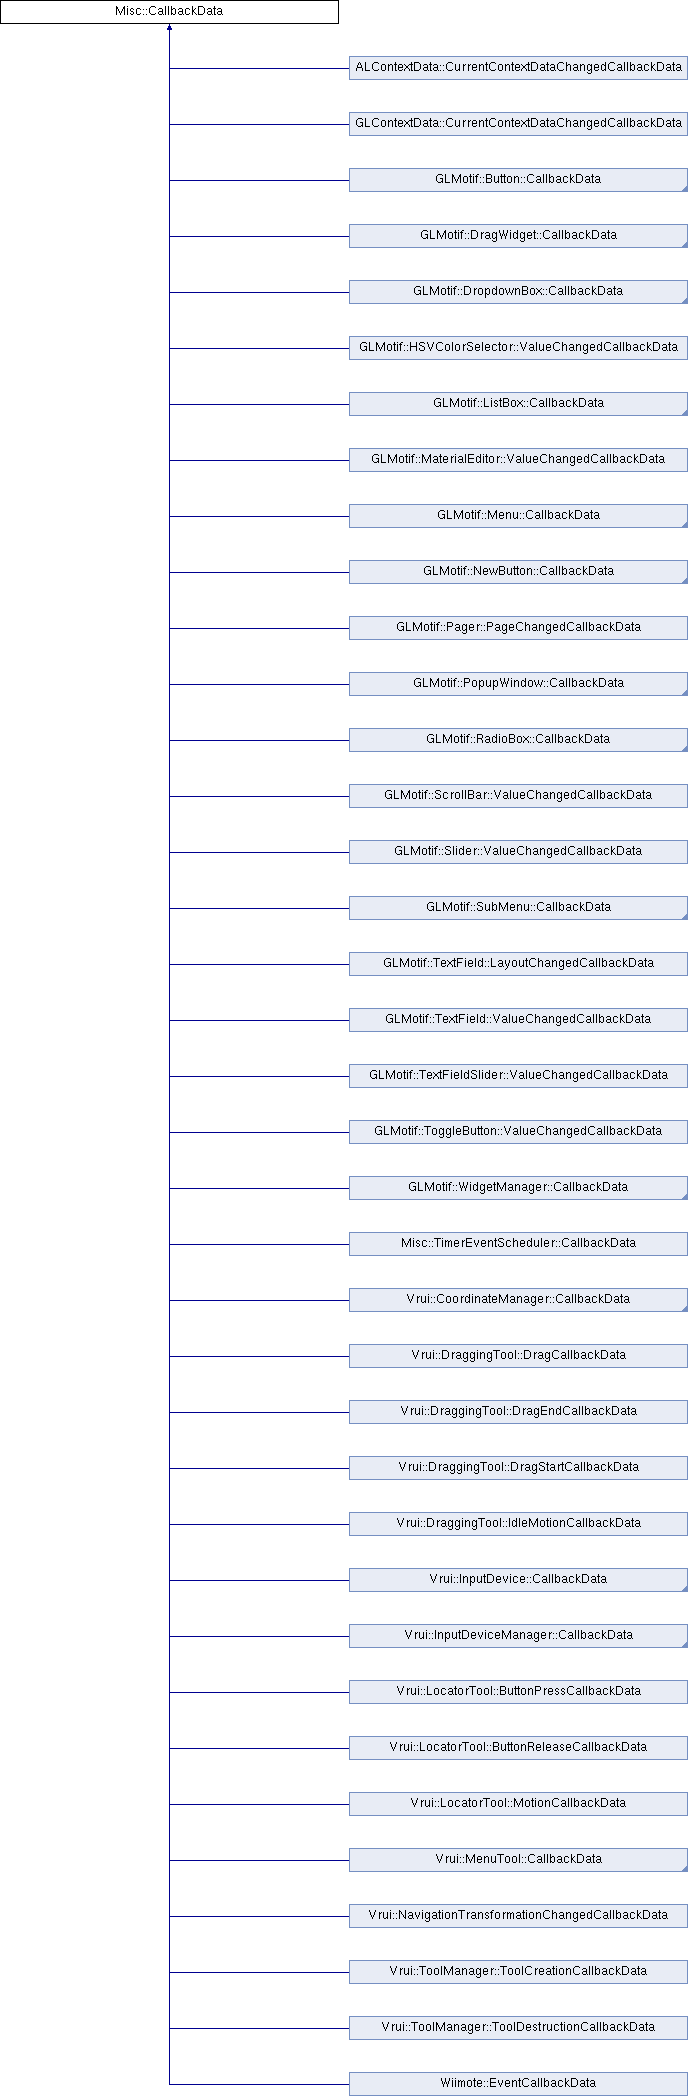 Misc::CallbackData
ALContextData::CurrentContextDataChangedCallbackData
GLContextData::CurrentContextDataChangedCallbackData
GLMotif::Button::CallbackData
GLMotif::DragWidget::CallbackData
GLMotif::DropdownBox::CallbackData
GLMotif::HSVColorSelector::ValueChangedCallbackData
GLMotif::ListBox::CallbackData
GLMotif::MaterialEditor::ValueChangedCallbackData
GLMotif::Menu::CallbackData
GLMotif::NewButton::CallbackData
GLMotif::Pager::PageChangedCallbackData
GLMotif::PopupWindow::CallbackData
GLMotif::RadioBox::CallbackData
GLMotif::ScrollBar::ValueChangedCallbackData
GLMotif::Slider::ValueChangedCallbackData
GLMotif::SubMenu::CallbackData
GLMotif::TextField::LayoutChangedCallbackData
GLMotif::TextField::ValueChangedCallbackData
GLMotif::TextFieldSlider::ValueChangedCallbackData
GLMotif::ToggleButton::ValueChangedCallbackData
GLMotif::WidgetManager::CallbackData
Misc::TimerEventScheduler::CallbackData
Vrui::CoordinateManager::CallbackData
Vrui::DraggingTool::DragCallbackData
Vrui::DraggingTool::DragEndCallbackData
Vrui::DraggingTool::DragStartCallbackData
Vrui::DraggingTool::IdleMotionCallbackData
Vrui::InputDevice::CallbackData
Vrui::InputDeviceManager::CallbackData
Vrui::LocatorTool::ButtonPressCallbackData
Vrui::LocatorTool::ButtonReleaseCallbackData
Vrui::LocatorTool::MotionCallbackData
Vrui::MenuTool::CallbackData
Vrui::NavigationTransformationChangedCallbackData
Vrui::ToolManager::ToolCreationCallbackData
Vrui::ToolManager::ToolDestructionCallbackData
Wiimote::EventCallbackData